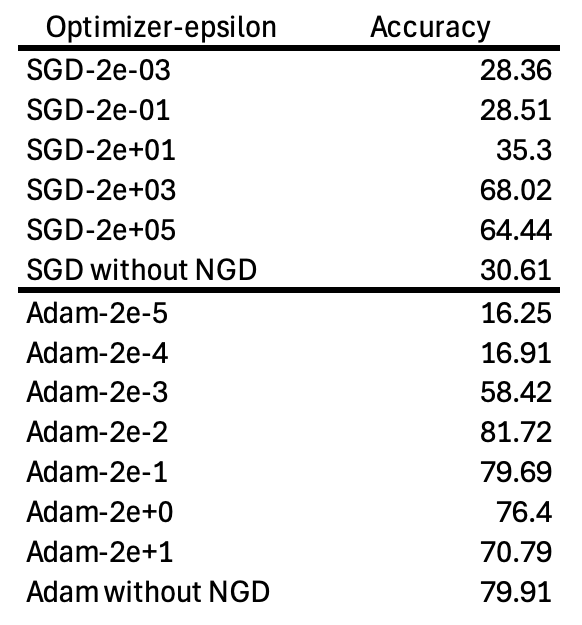 Optimizer-epsilon Accuracy
SGD-2e-03 28.36
SGD-2e-01 28.51
SGD-2e+01 35.3
SGD-2e+03 68.02
SGD-2e+05 64.44
SGD without NGD 30.61
Adam-2e-5 16.25
Adam-2e-4 16.91
Adam-2e-3 58.42
Adam-2e-2 81.72
Adam-2e-1 79.69
Adam-2e+0 76.4
Adam-2e+1 70.79
Adam without NGD 79.91